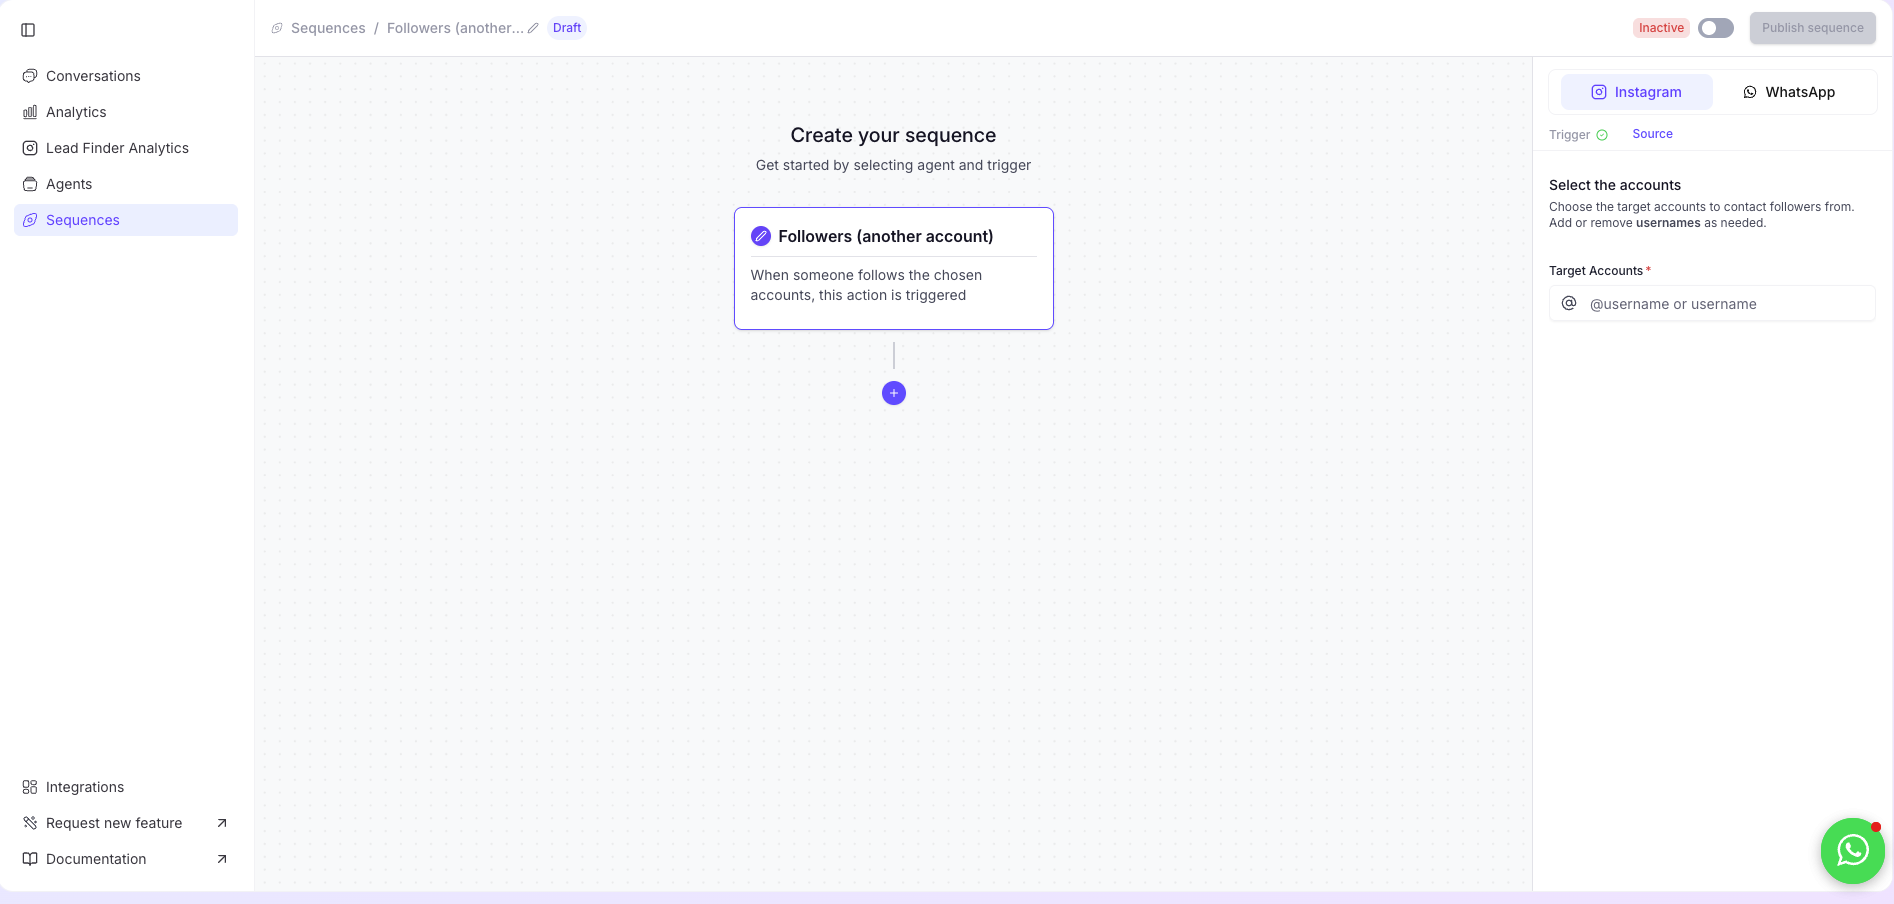 Sequences / Followers (another... Draft
Inactive
Publish sequence
Conversations
Analytics
Lead Finder Analytics
Agents
Sequences
Integrations
Request new feature
Documentation
Create your sequence
Get started by selecting agent and trigger
Followers (another account)
When someone follows the chosen
accounts, this action is triggered
Instagram
WhatsApp
Trigger
Source
Select the accounts
Choose the target accounts to contact followers from.
Add or remove usernames as needed.
Target Accounts*
@username or username